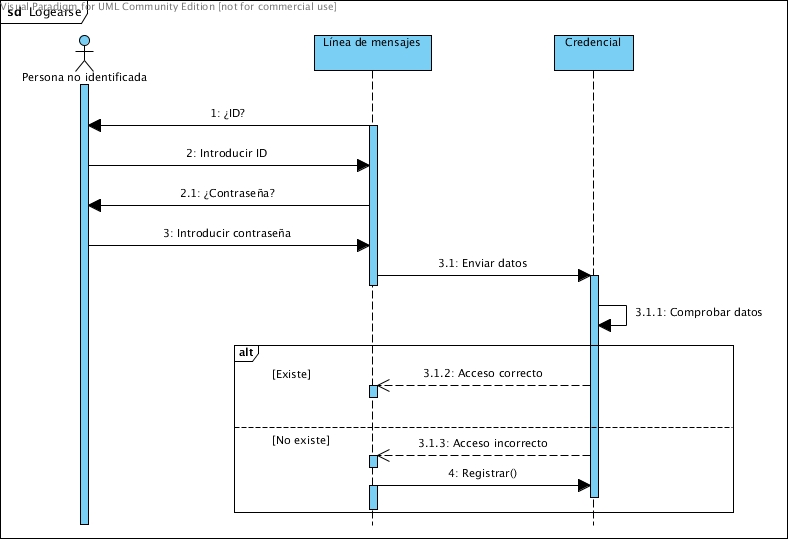 Visual Paradigm for UML Community Edition [not for commercial use]
sd Logearse
Persona no identificada
Línea de mensajes
Credencial
1: ¿ID?
2: Introducir ID
2.1: ¿Contraseña?
3: Introducir contraseña
3.1: Enviar datos
3.1.1: Comprobar datos
alt
[Existe]
3.1.2: Acceso correcto
[No existe]
3.1.3: Acceso incorrecto
4: Registrar()